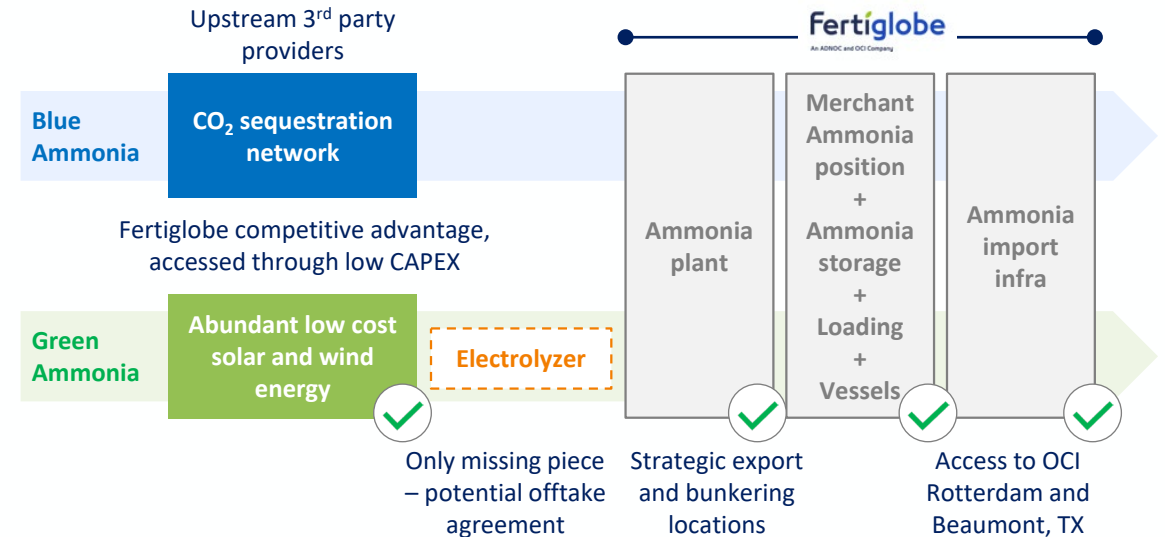 Upstream 3rd party
providers
Fertiglobe
An ADNOC and OCI Company
Blue
Ammonia
CO₂ sequestration
network
Fertiglobe competitive advantage,
accessed through low CAPEX
Green
Ammonia
Abundant low cost
solar and wind
energy
Electrolyzer
Ammonia
plant
Merchant
Ammonia
position
+
Ammonia
storage
+
Loading
+
Vessels
Ammonia
import
infra
Only missing piece
– potential offtake
agreement
Strategic export
and bunkering
locations
Access to OCI
Rotterdam and
Beaumont, TX